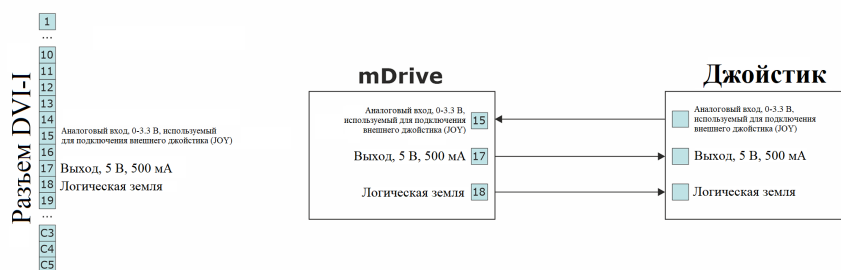 Разъем DVI-I
1
...
10
11
12
13
14
15
Аналоговый вход, 0-3.3 В, используемый
для подключения внешнего джойстика (JOY)
16
17
Выход, 5 В, 500 мА
18
Логическая земля
19
...
C3
C4
C5
mDrive
Аналоговый вход, 0-3.3 В,
используемый для подключения
внешнего джойстика (JOY)
15
Выход, 5 В, 500 мА
17
Логическая земля
18
Джойстик
Аналоговый вход, 0-3.3 В,
используемый для подключения
внешнего джойстика (JOY)
Выход, 5 В, 500 мА
Логическая земля